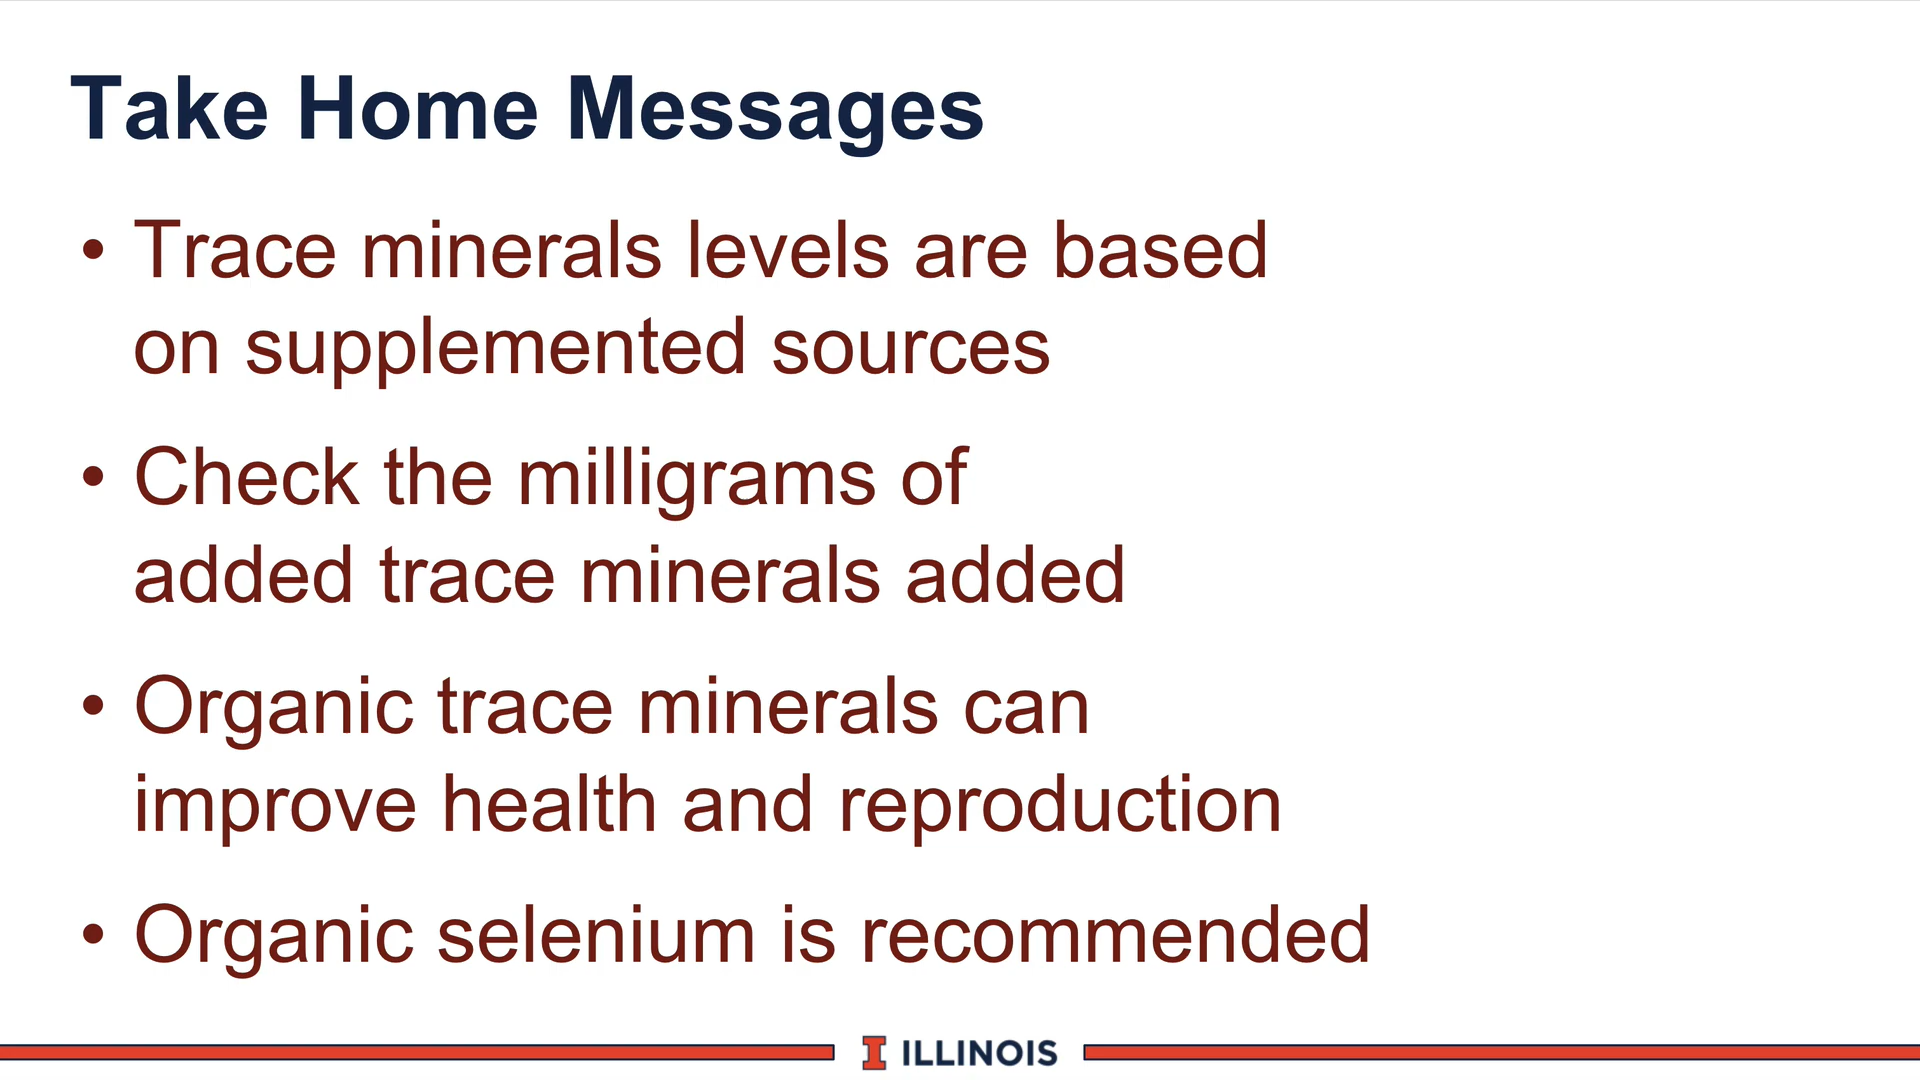 Take Home Messages
• Trace minerals levels are based
on supplemented sources
• Check the milligrams of
added trace minerals added
• Organic trace minerals can
improve health and reproduction
• Organic selenium is recommended
I ILLINOIS